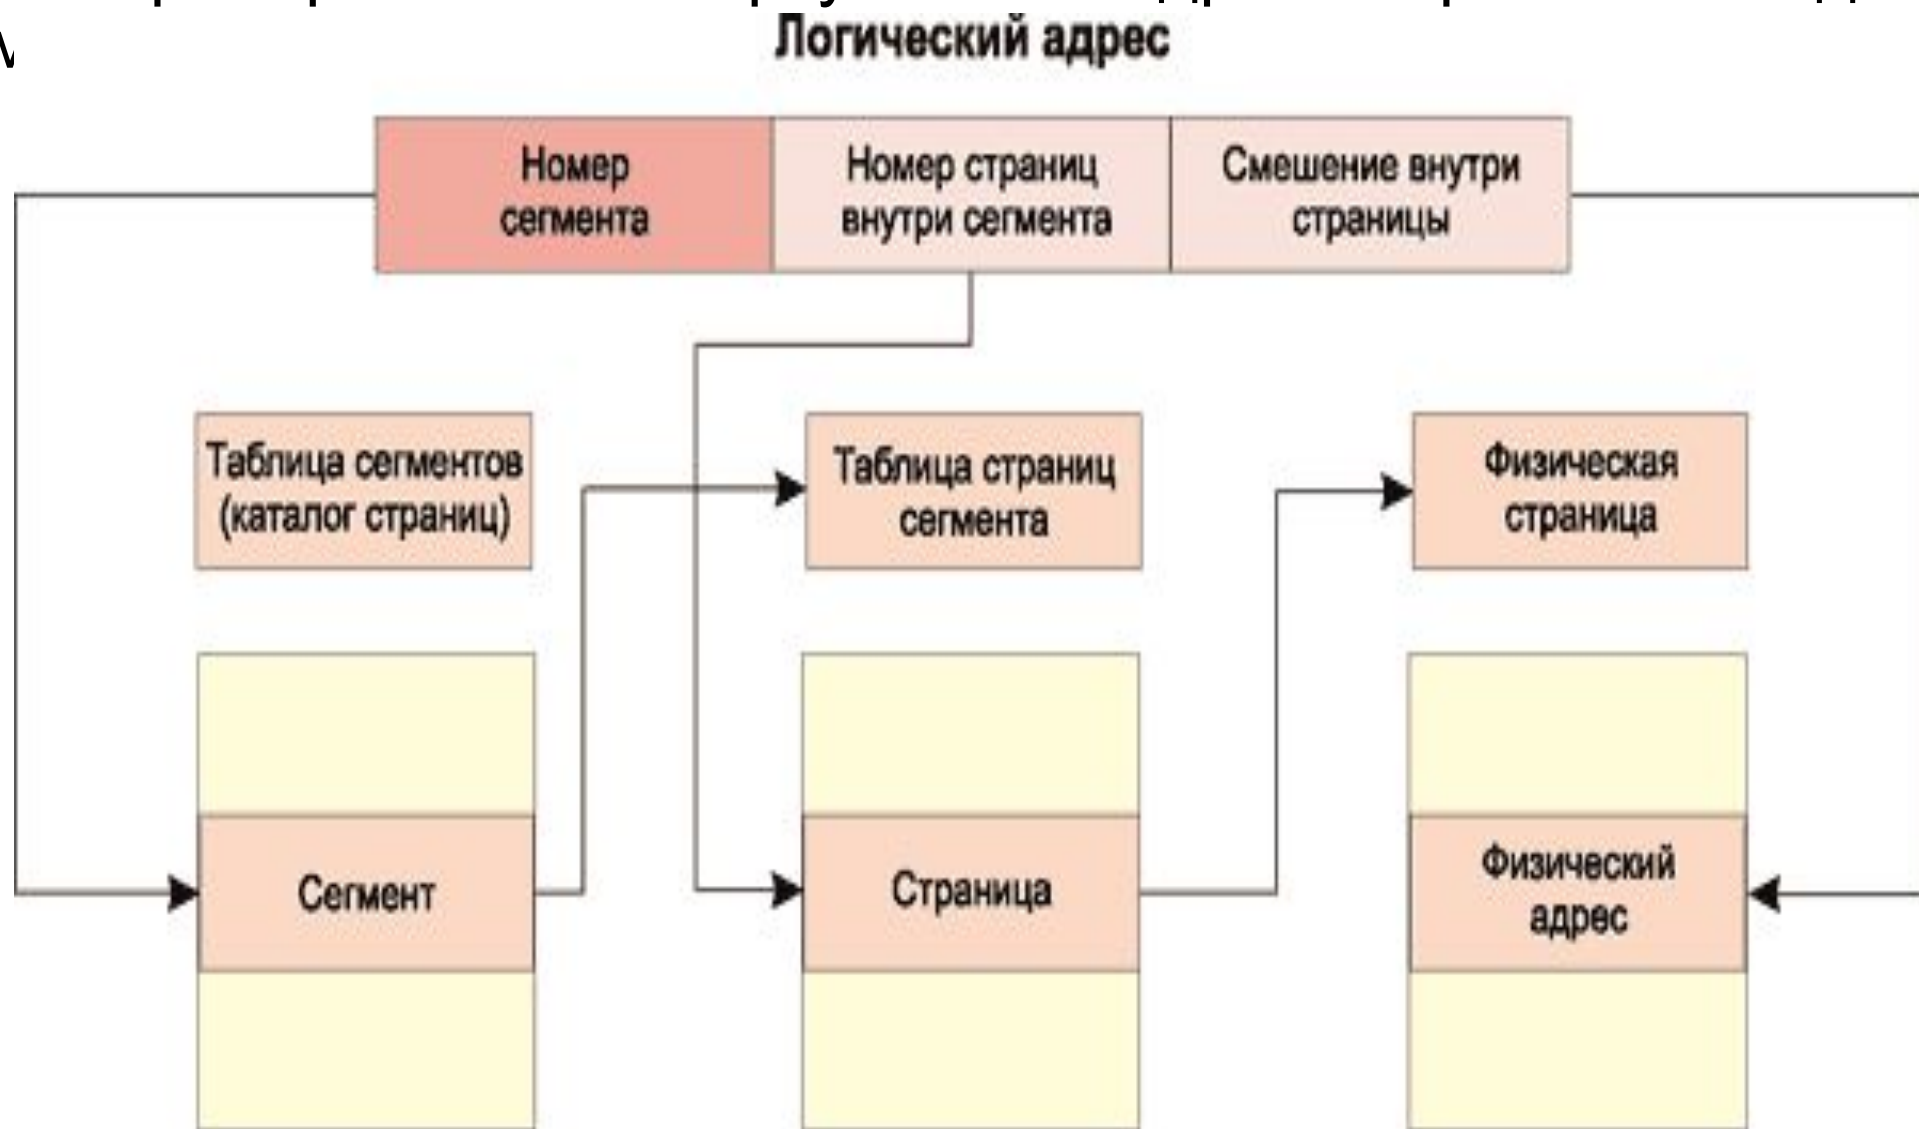 Логический адрес
Номер
сегмента
Номер страниц
внутри сегмента
Смешение внутри
страницы
Таблица сегментов
(каталог страниц)
Таблица страниц
сегмента
Физическая
страница
Сегмент
Страница
Физический
адрес